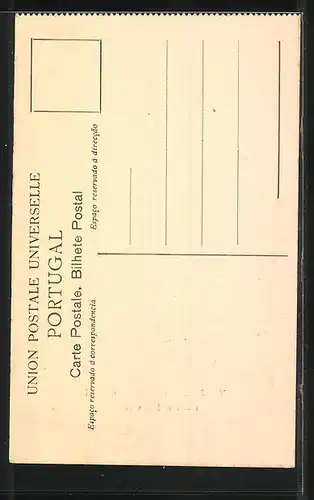 UNION POSTALE UNIVERSELLE
PORTUGAL
Carte Postale. Bilhete Postal
Espaço reservado á correspondencia
Espaço reservado á direcção